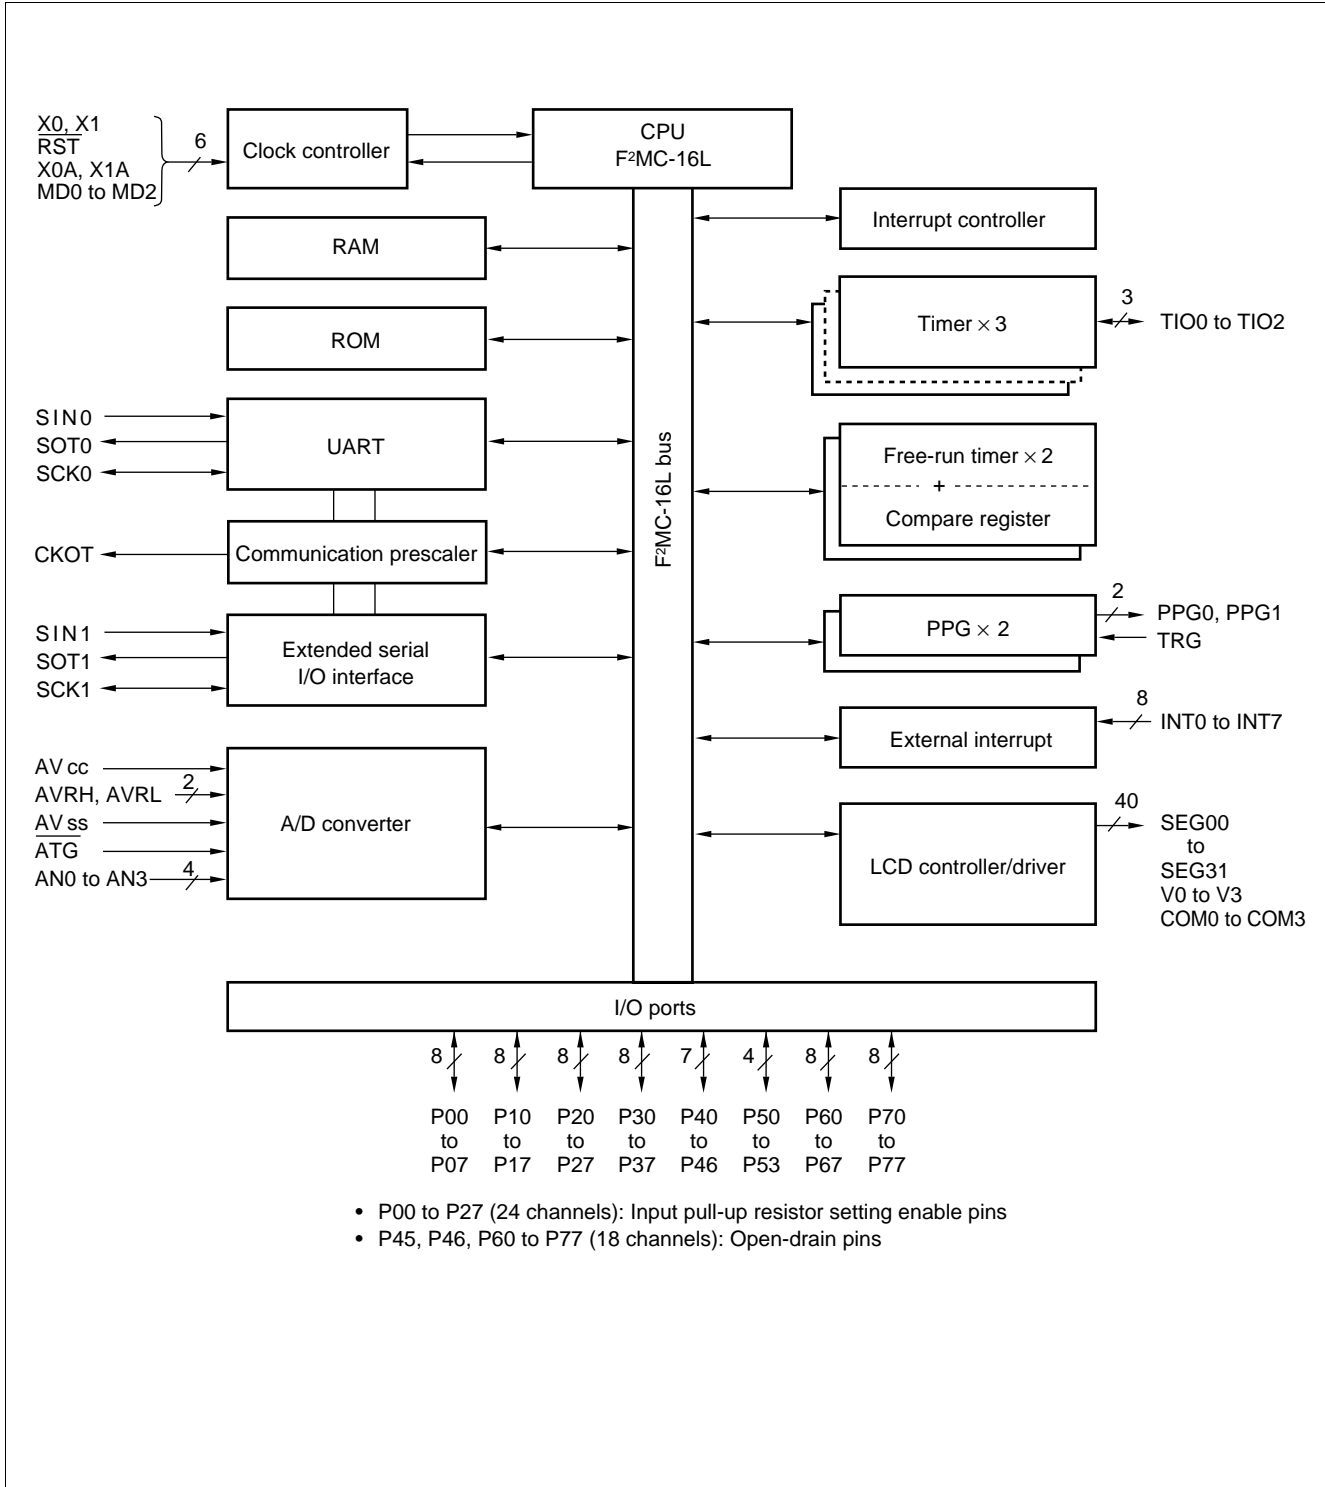 X0, X1
RST
X0A, X1A
MD0 to MD2
6
Clock controller
CPU
F²MC-16L
Interrupt controller
RAM
Timer × 3
3
TIO0 to TIO2
ROM
SIN0
SOT0
SCK0
UART
F²MC-16L bus
Free-run timer × 2
+
Compare register
CKOT
Communication prescaler
SIN1
SOT1
SCK1
Extended serial
I/O interface
PPG × 2
2
PPG0, PPG1
TRG
External interrupt
8
INT0 to INT7
AVcc
AVRH, AVRL
2
AVss
ATG
AN0 to AN3
4
A/D converter
LCD controller/driver
40
SEG00
to
SEG31
V0 to V3
COM0 to COM3
I/O ports
8 8 8 8 7 4 8 8
P00 P10 P20 P30 P40 P50 P60 P70
to to to to to to to to
P07 P17 P27 P37 P46 P53 P67 P77
• P00 to P27 (24 channels): Input pull-up resistor setting enable pins
• P45, P46, P60 to P77 (18 channels): Open-drain pins